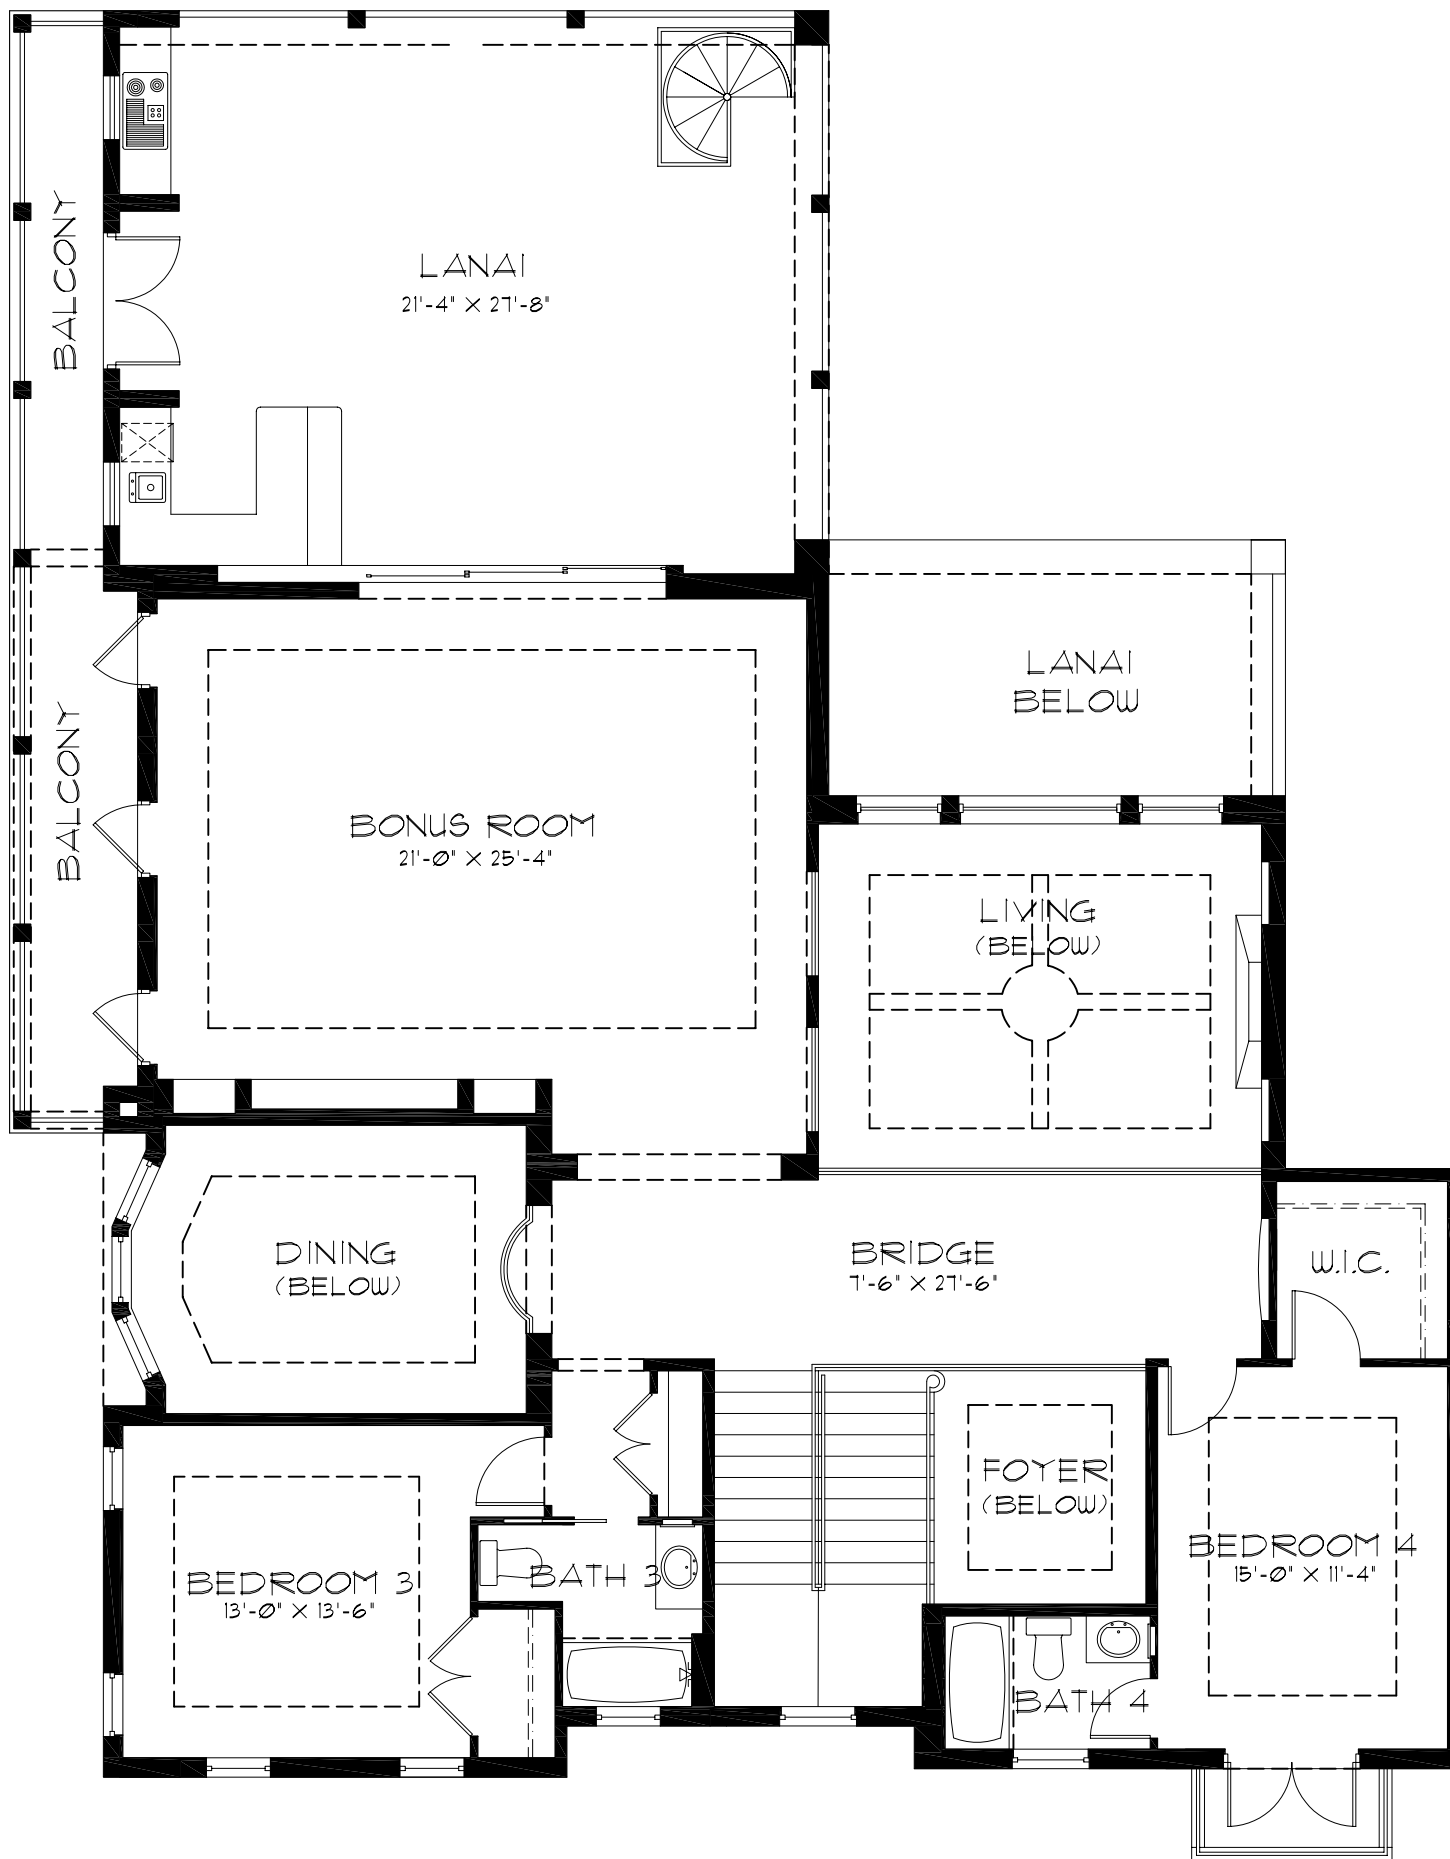 BALCONY
LANAI
21'-4" X 27'-8"
LANAI
BELOW
BALCONY
BONUS ROOM
21'-0" X 25'-4"
LIVING
(BELOW)
DINING
(BELOW)
BRIDGE
7'-6" X 27'-6"
W.I.C.
FOYER
(BELOW)
BEDROOM 4
15'-0" X 11'-4"
BEDROOM 3
13'-0" X 13'-6"
BATH 3
BATH 4